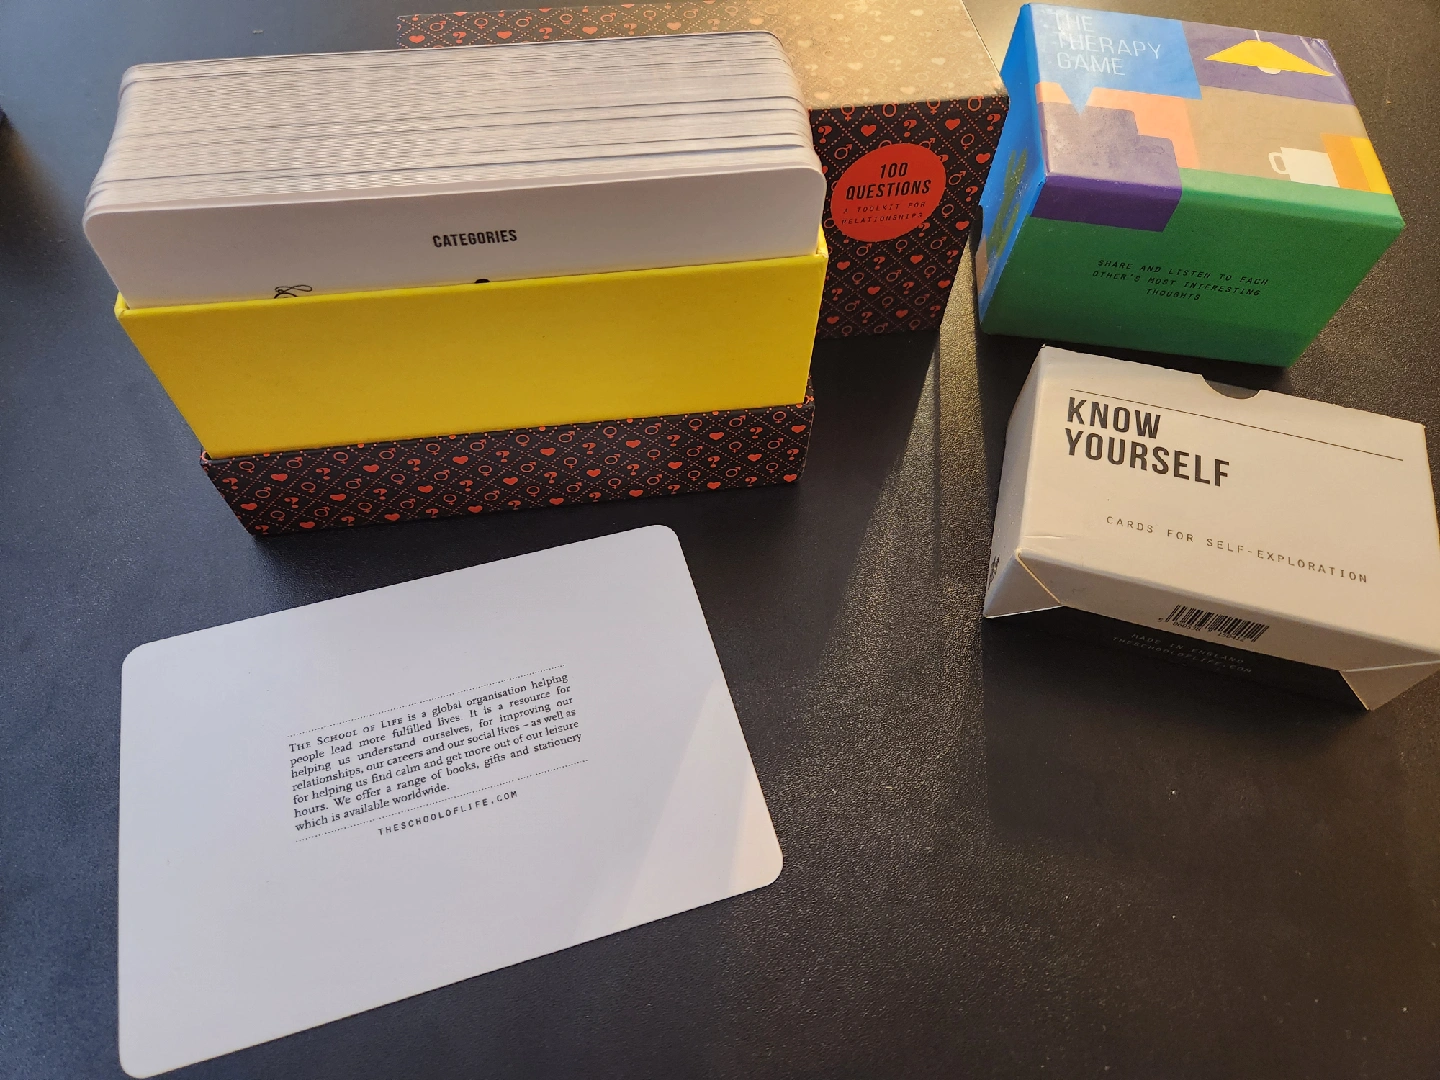 CATEGORIES
100
QUESTIONS
A TOOLKIT FOR
RELATIONSHIPS
THE
THERAPY
GAME
SHARE AND LISTEN TO EACH
OTHER'S MOST INTERESTING
THOUGHTS
KNOW
YOURSELF
CARDS FOR SELF-EXPLORATION
MADE IN ENGLAND
THESCHOOLOFLIFE.COM
THE SCHOOL OF LIFE is a global organisation helping
people lead more fulfilled lives. It is a resource for
helping us understand ourselves, for improving our
relationships, our careers and our social lives – as well as
for helping us find calm and get more out of our leisure
hours. We offer a range of books, gifts and stationery
which is available worldwide.
THESCHOOLOFLIFE.COM